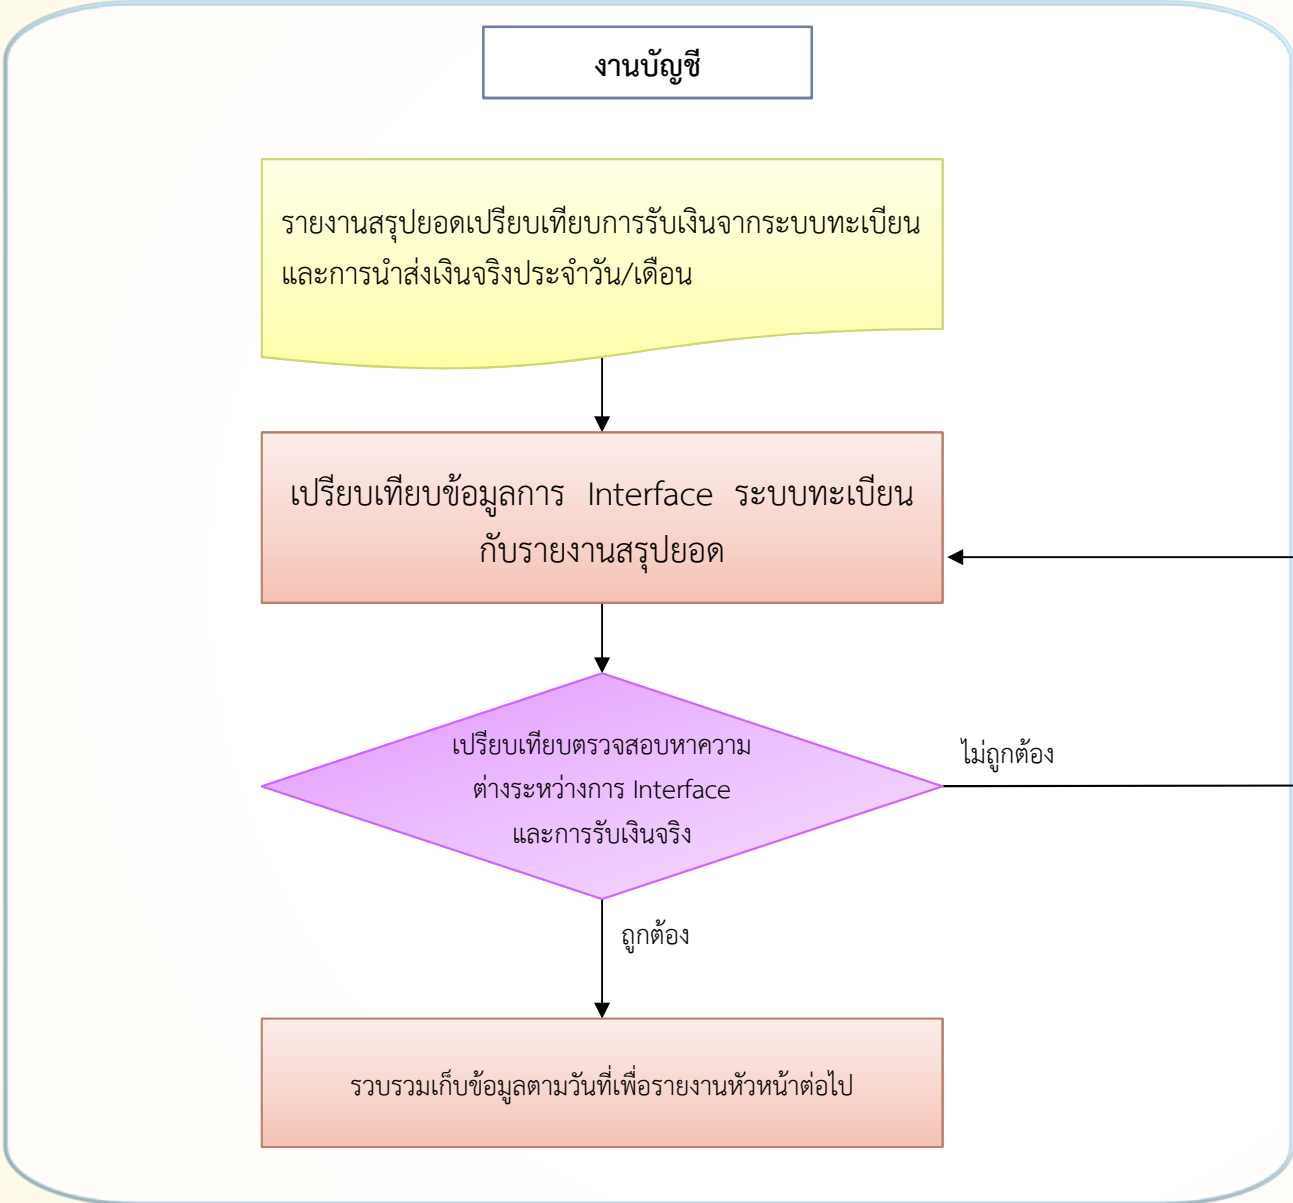 งานบัญชี
รายงานสรุปยอดเปรียบเทียบการรับเงินจากระบบทะเบียน
และการนำส่งเงินจริงประจำวัน/เดือน
เปรียบเทียบข้อมูลการ Interface ระบบทะเบียน
กับรายงานสรุปยอด
เปรียบเทียบตรวจสอบหาความ
ต่างระหว่างการ Interface
และการรับเงินจริง
ไม่ถูกต้อง
ถูกต้อง
รวบรวมเก็บข้อมูลตามวันที่เพื่อรายงานหัวหน้าต่อไป